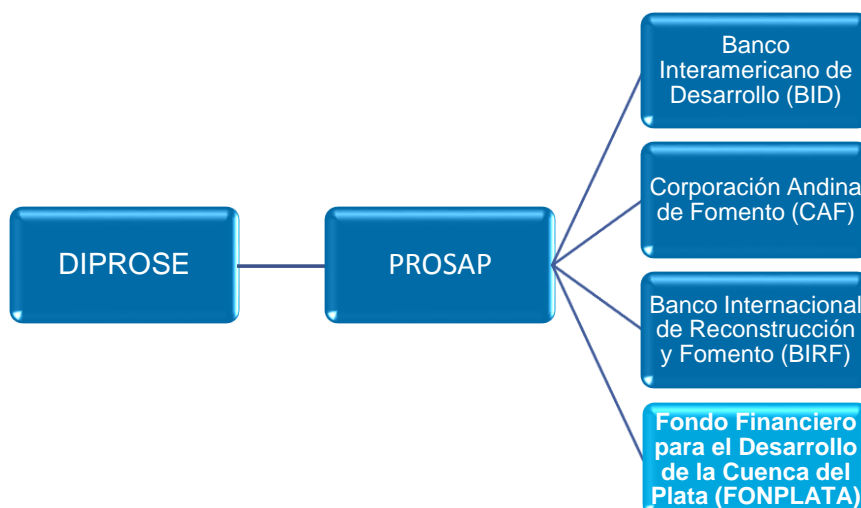 DIPROSE
PROSAP
Banco
Interamericano de
Desarrollo (BID)
Corporación Andina
de Fomento (CAF)
Banco Internacional
de Reconstrucción
y Fomento (BIRF)
Fondo Financiero
para el Desarrollo
de la Cuenca del
Plata (FONPLATA)